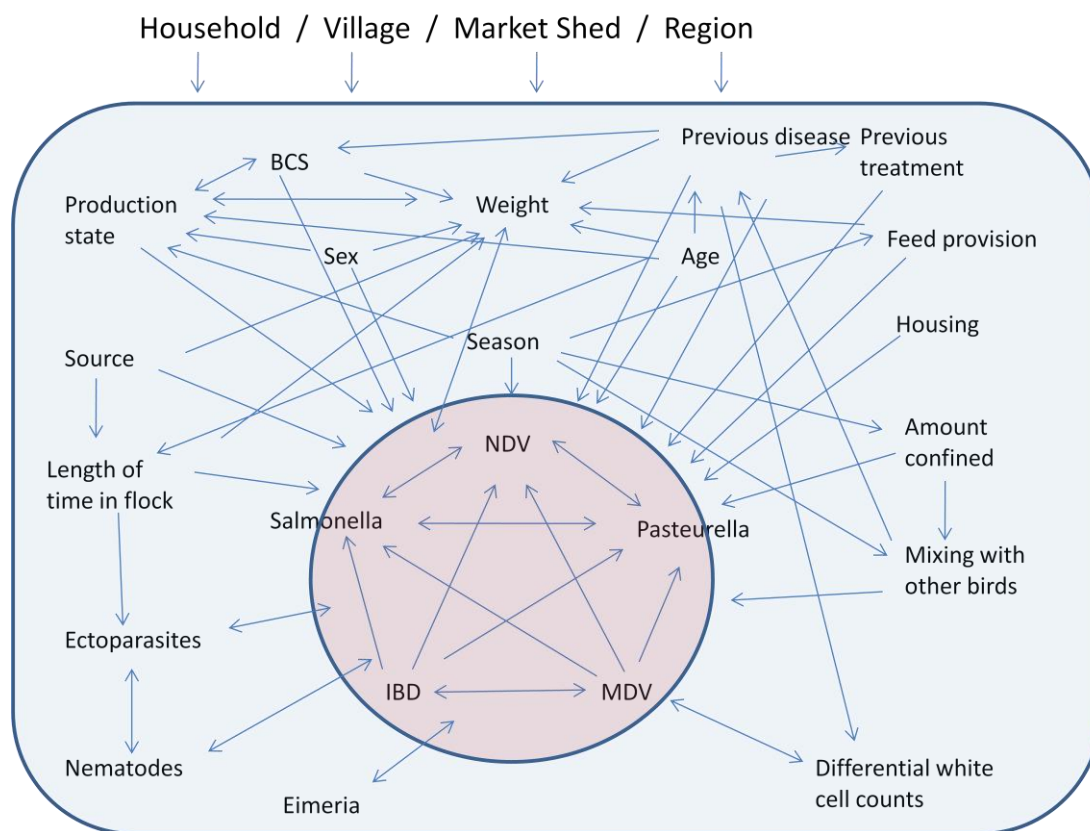 Household / Village / Market Shed / Region
Previous disease
Previous
treatment
BCS
Production
state
Weight
Feed provision
Sex
Age
Housing
Season
Source
Amount
confined
NDV
Length of
time in flock
Salmonella
Pasteurella
Mixing with
other birds
Ectoparasites
IBD
MDV
Nematodes
Differential white
cell counts
Eimeria